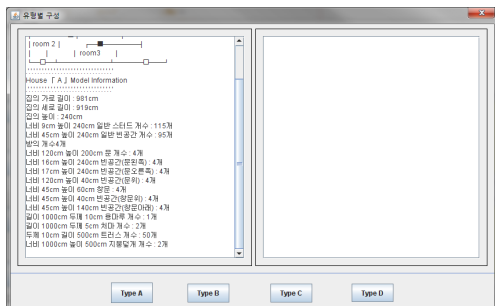 유형별 구성
| room 2 |
| | | room3 |
House 「 A 」 Model Information
집의 가로 길이 : 981cm
집의 세로 길이 : 919cm
집의 높이 : 240cm
너비 9cm 높이 240cm 일반 스터드 개수 : 115개
너비 45cm 높이 240cm 일반 빈공간 개수 : 95개
방의 개수4개
너비 120cm 높이 200cm 문 개수 : 4개
너비 16cm 높이 240cm 빈공간(문왼쪽) : 4개
너비 17cm 높이 240cm 빈공간(문오른쪽) : 4개
너비 120cm 높이 40cm 빈공간(문위) : 4개
너비 45cm 높이 60cm 창문 : 4개
너비 45cm 높이 40cm 빈공간(창문위) : 4개
너비 45cm 높이 140cm 빈공간(창문아래) : 4개
길이 1000cm 두께 10cm 용마루 개수 : 1개
길이 1000cm 두께 5cm 처마 개수 : 2개
두께 10cm 길이 500cm 트러스 개수 : 50개
너비 1000cm 높이 500cm 지붕덮개 개수 : 2개
Type A
Type B
Type C
Type D